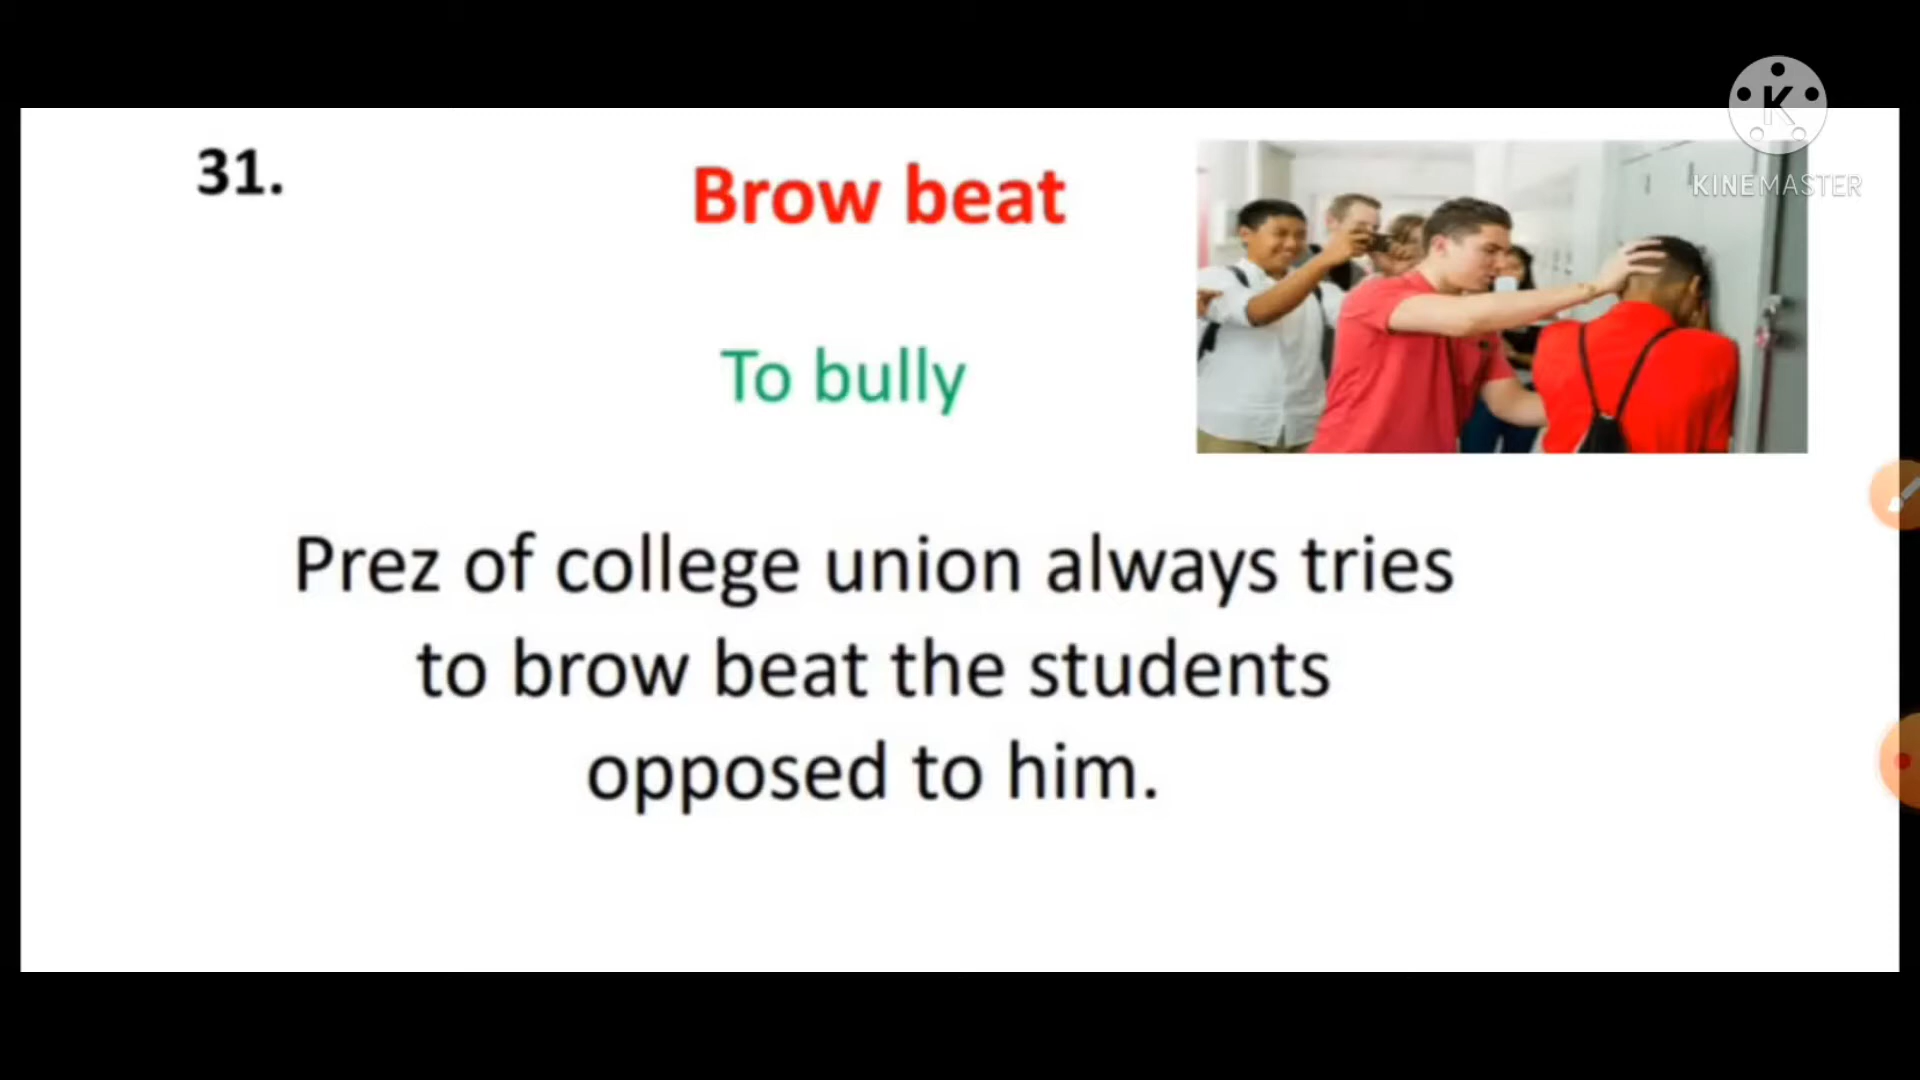 31.
Brow beat
K
KINEMASTER
To bully
Prez of college union always tries
to brow beat the students
opposed to him.